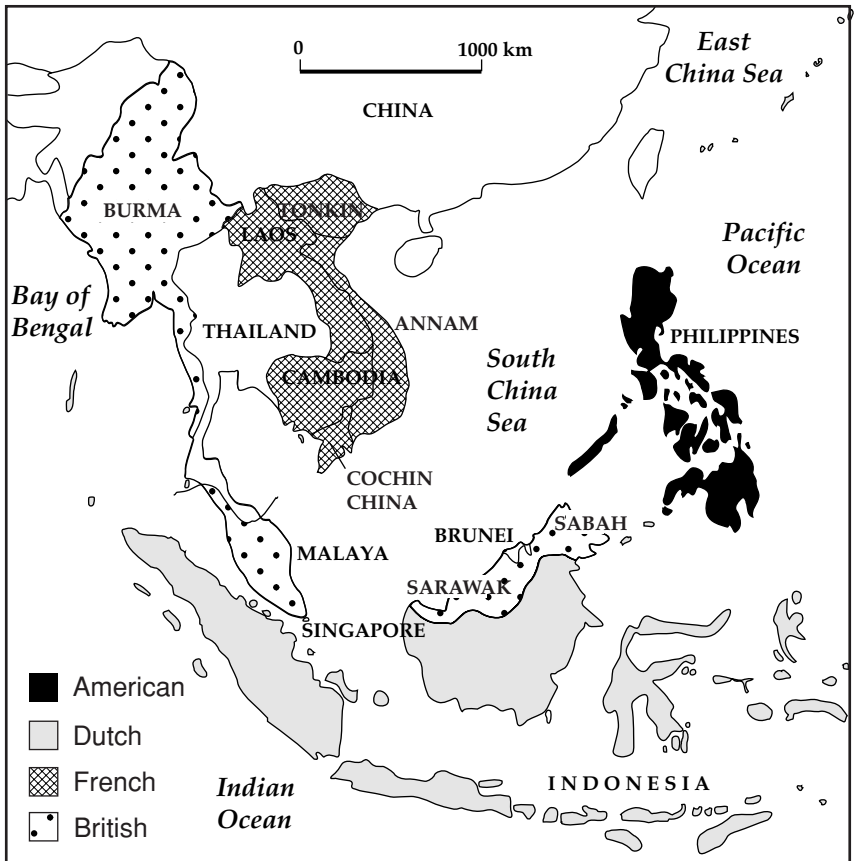 0 1000 km
East
China Sea
CHINA
BURMA
TONKIN
LAOS
Pacific
Ocean
Bay of
Bengal
THAILAND
ANNAM
PHILIPPINES
South
China
Sea
CAMBODIA
COCHIN
CHINA
SABAH
BRUNEI
MALAYA
SARAWAK
SINGAPORE
American
Dutch
French
British
Indian
Ocean
INDONESIA